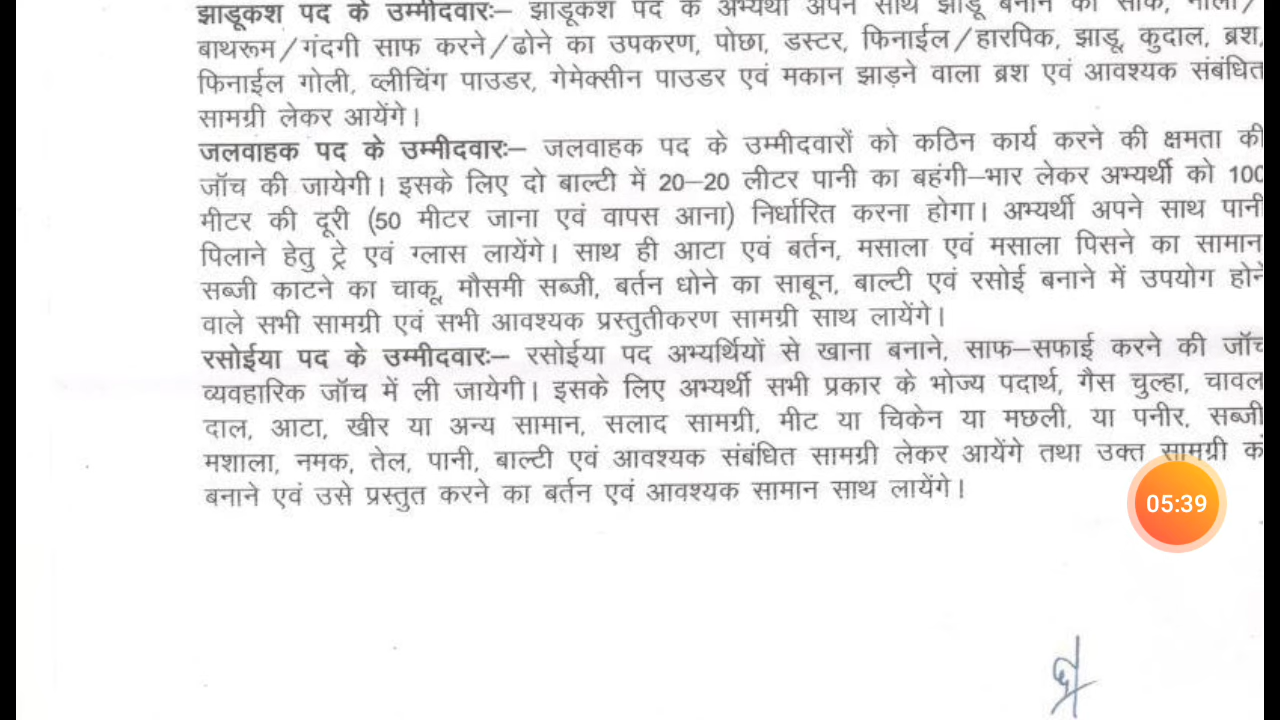 झाडूकश पद के उम्मीदवारः– झाडूकश पद के अभ्यर्थी अपने साथ झाडू बनाने की सींक, नाली/
बाथरूम/गंदगी साफ करने/ढोने का उपकरण, पोछा, डस्टर, फिनाईल/हारपिक, झाडू, कुदाल, ब्रश,
फिनाईल गोली, व्लीचिंग पाउडर, गेमेक्सीन पाउडर एवं मकान झाड़ने वाला ब्रश एवं आवश्यक संबंधित
सामग्री लेकर आयेंगे।
जलवाहक पद के उम्मीदवारः– जलवाहक पद के उम्मीदवारों को कठिन कार्य करने की क्षमता की
जॉच की जायेगी। इसके लिए दो बाल्टी में 20–20 लीटर पानी का बहंगी–भार लेकर अभ्यर्थी को 100
मीटर की दूरी (50 मीटर जाना एवं वापस आना) निर्धारित करना होगा। अभ्यर्थी अपने साथ पानी
पिलाने हेतु ट्रे एवं ग्लास लायेंगे। साथ ही आटा एवं बर्तन, मसाला एवं मसाला पिसने का सामान
सब्जी काटने का चाकू, मौसमी सब्जी, बर्तन धोने का साबून, बाल्टी एवं रसोई बनाने में उपयोग होने
वाले सभी सामग्री एवं सभी आवश्यक प्रस्तुतीकरण सामग्री साथ लायेंगे।
रसोईया पद के उम्मीदवारः– रसोईया पद अभ्यर्थियों से खाना बनाने, साफ–सफाई करने की जॉच
व्यवहारिक जॉच में ली जायेगी। इसके लिए अभ्यर्थी सभी प्रकार के भोज्य पदार्थ, गैस चुल्हा, चावल
दाल, आटा, खीर या अन्य सामान, सलाद सामग्री, मीट या चिकेन या मछली, या पनीर, सब्जी
मशाला, नमक, तेल, पानी, बाल्टी एवं आवश्यक संबंधित सामग्री लेकर आयेंगे तथा उक्त सामग्री
बनाने एवं उसे प्रस्तुत करने का बर्तन एवं आवश्यक सामान साथ लायेंगे।
05:39